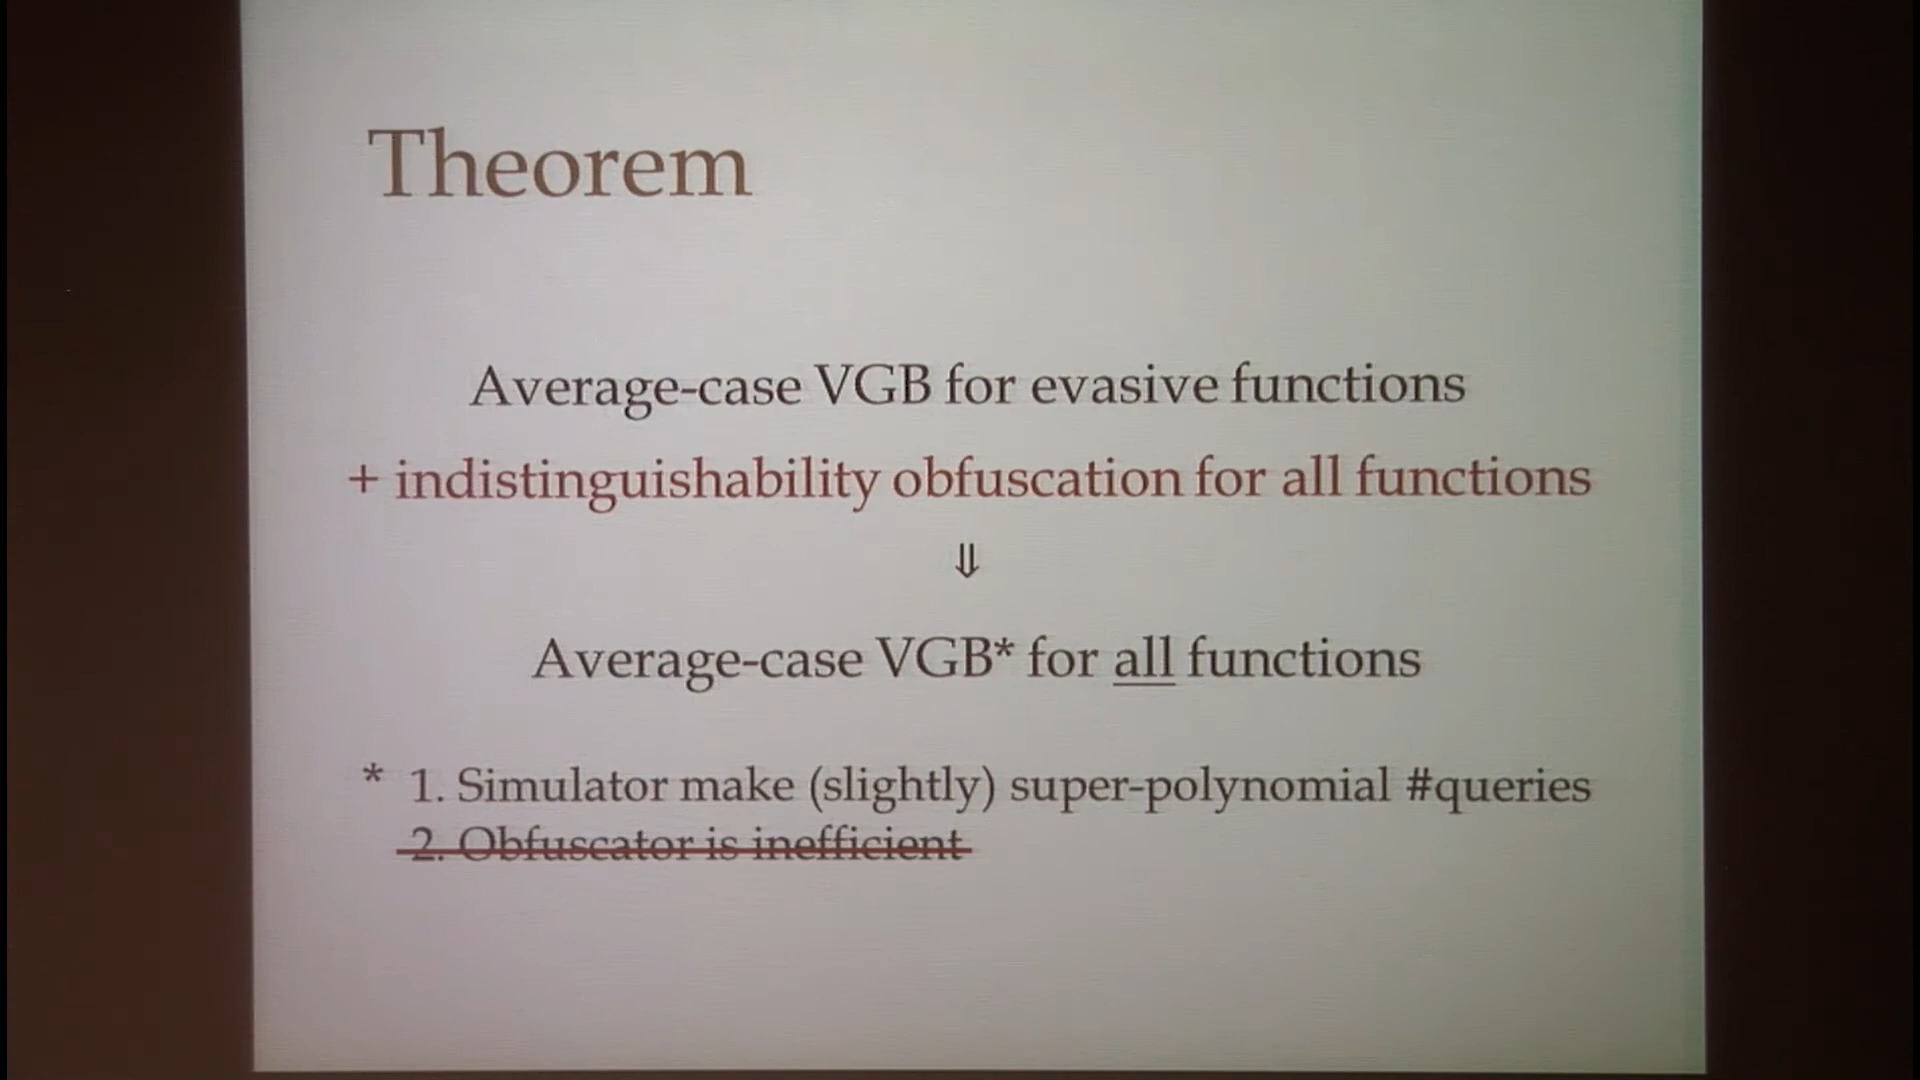 Theorem
Average-case VGB for evasive functions
+ indistinguishability obfuscation for all functions
⇓
Average-case VGB* for all functions
* 1. Simulator make (slightly) super-polynomial #queries
2. Obfuscator is inefficient